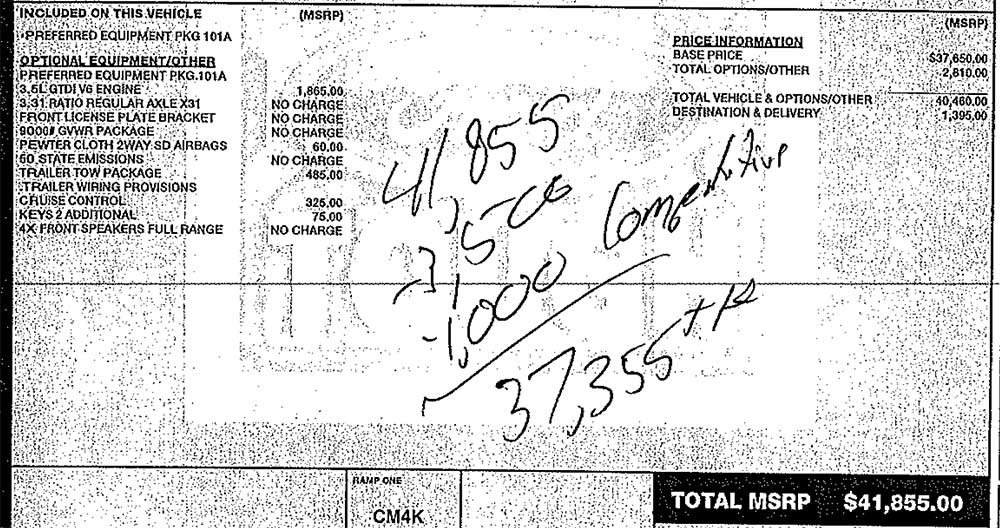 INCLUDED ON THIS VEHICLE (MSRP)
PREFERRED EQUIPMENT PKG 101A
OPTIONAL EQUIPMENT/OTHER
PREFERRED EQUIPMENT PKG.101A
3.5L GTDI V6 ENGINE 1,865.00
3.31 RATIO REGULAR AXLE X31 NO CHARGE
FRONT LICENSE PLATE BRACKET NO CHARGE
9000# GVWR PACKAGE NO CHARGE
PEWTER CLOTH 2WAY SD AIRBAGS 60.00
50 STATE EMISSIONS NO CHARGE
TRAILER TOW PACKAGE 485.00
.TRAILER WIRING PROVISIONS
CRUISE CONTROL 325.00
KEYS 2 ADDITIONAL 75.00
4X FRONT SPEAKERS FULL RANGE NO CHARGE
(MSRP)
PRICE INFORMATION
BASE PRICE $37,650.00
TOTAL OPTIONS/OTHER 2,810.00
TOTAL VEHICLE & OPTIONS/OTHER 40,460.00
DESTINATION & DELIVERY 1,395.00
41,855
-3,500
-1,000 Competitive
37,355
RAMP ONE
CM4K
TOTAL MSRP $41,855.00